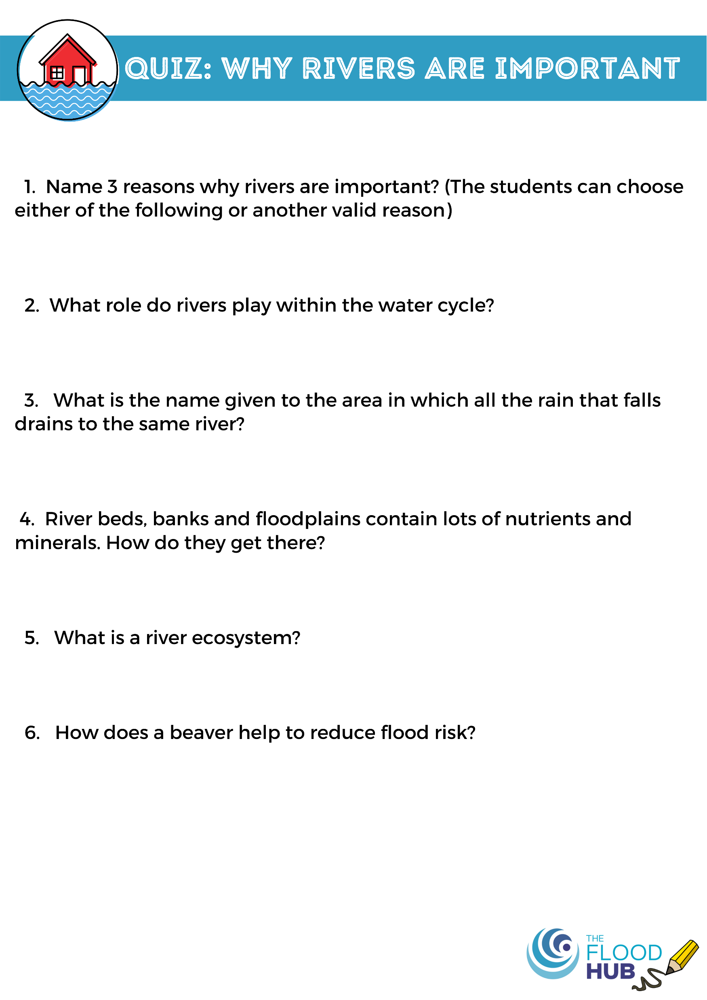 QUIZ: WHY RIVERS ARE IMPORTANT
1. Name 3 reasons why rivers are important? (The students can choose
either of the following or another valid reason)
2. What role do rivers play within the water cycle?
3. What is the name given to the area in which all the rain that falls
drains to the same river?
4. River beds, banks and floodplains contain lots of nutrients and
minerals. How do they get there?
5. What is a river ecosystem?
6. How does a beaver help to reduce flood risk?
THE
FLOOD
HUB